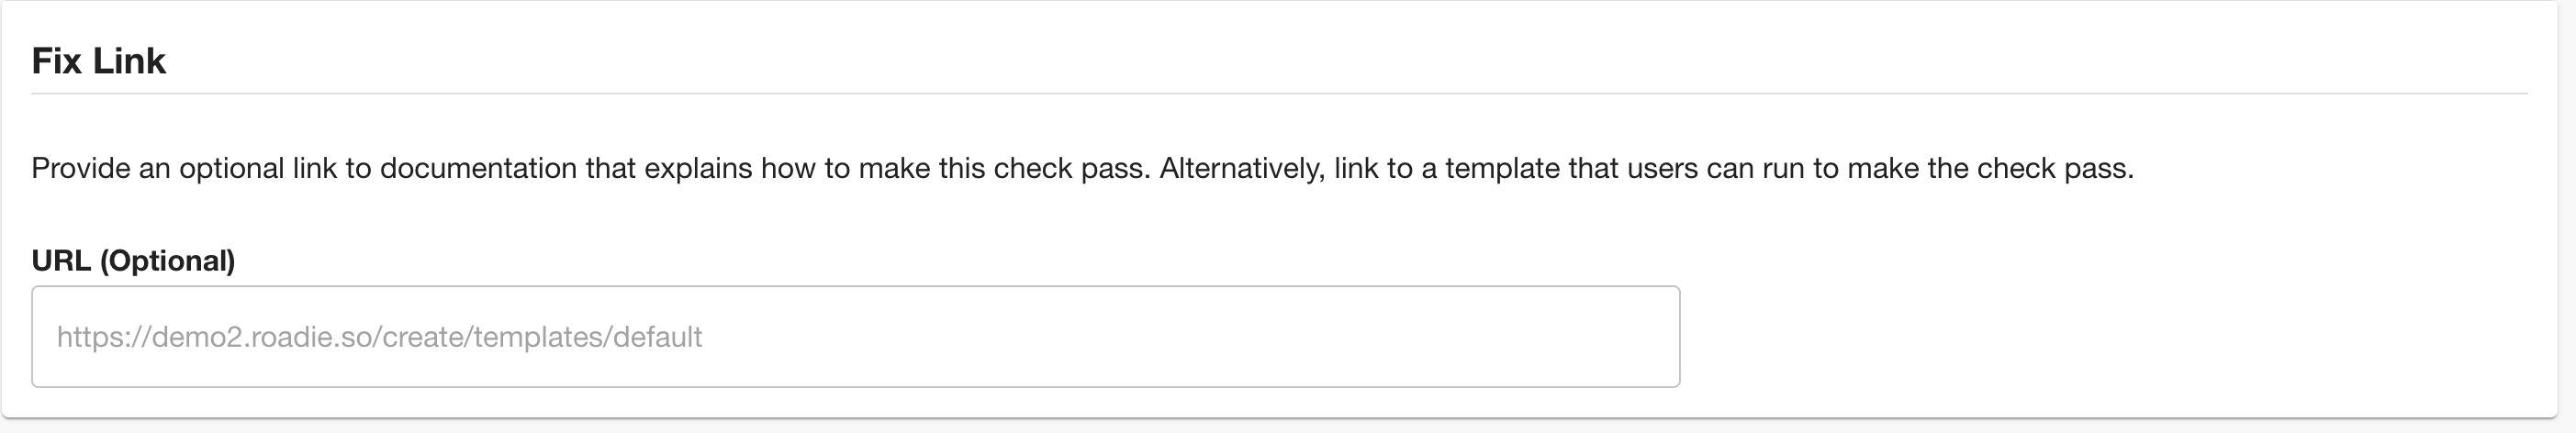 Fix Link
Provide an optional link to documentation that explains how to make this check pass. Alternatively, link to a template that users can run to make the check pass.
URL (Optional)
https://demo2.roadie.so/create/templates/default